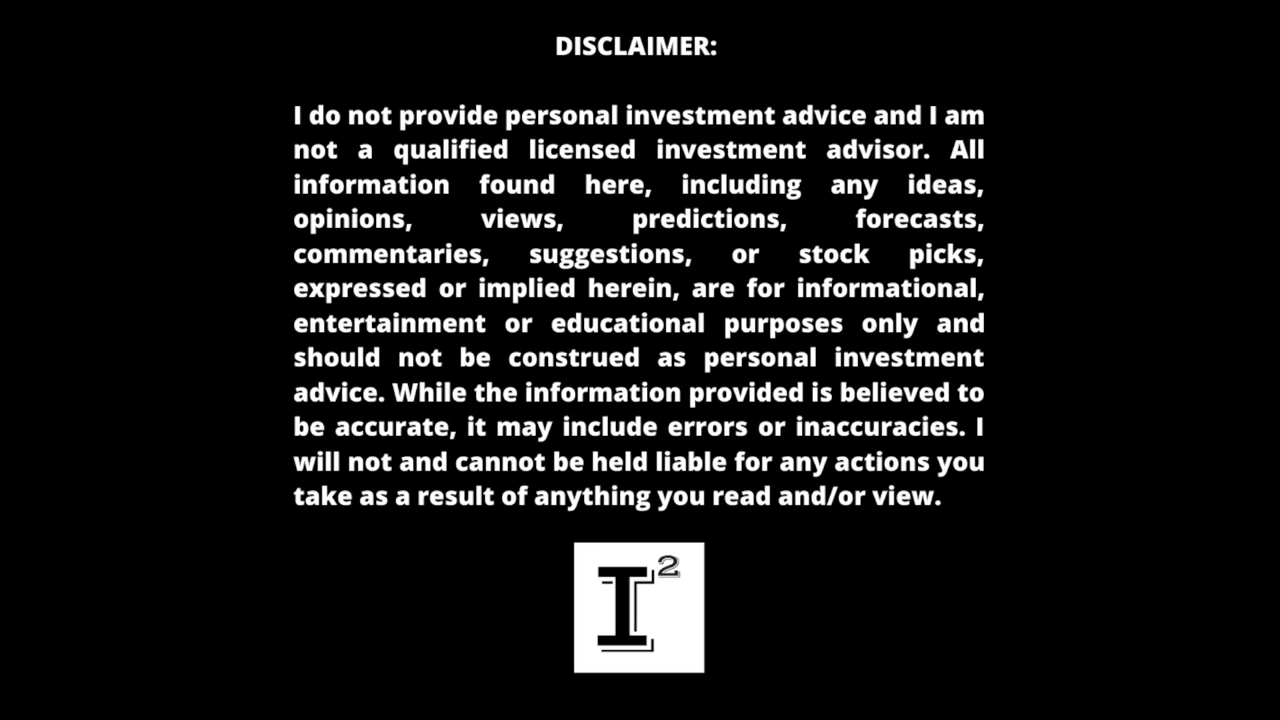 DISCLAIMER:
I do not provide personal investment advice and I am
not a qualified licensed investment advisor. All
information found here, including any ideas,
opinions, views, predictions, forecasts,
commentaries, suggestions, or stock picks,
expressed or implied herein, are for informational,
entertainment or educational purposes only and
should not be construed as personal investment
advice. While the information provided is believed to
be accurate, it may include errors or inaccuracies. I
will not and cannot be held liable for any actions you
take as a result of anything you read and/or view.
I²